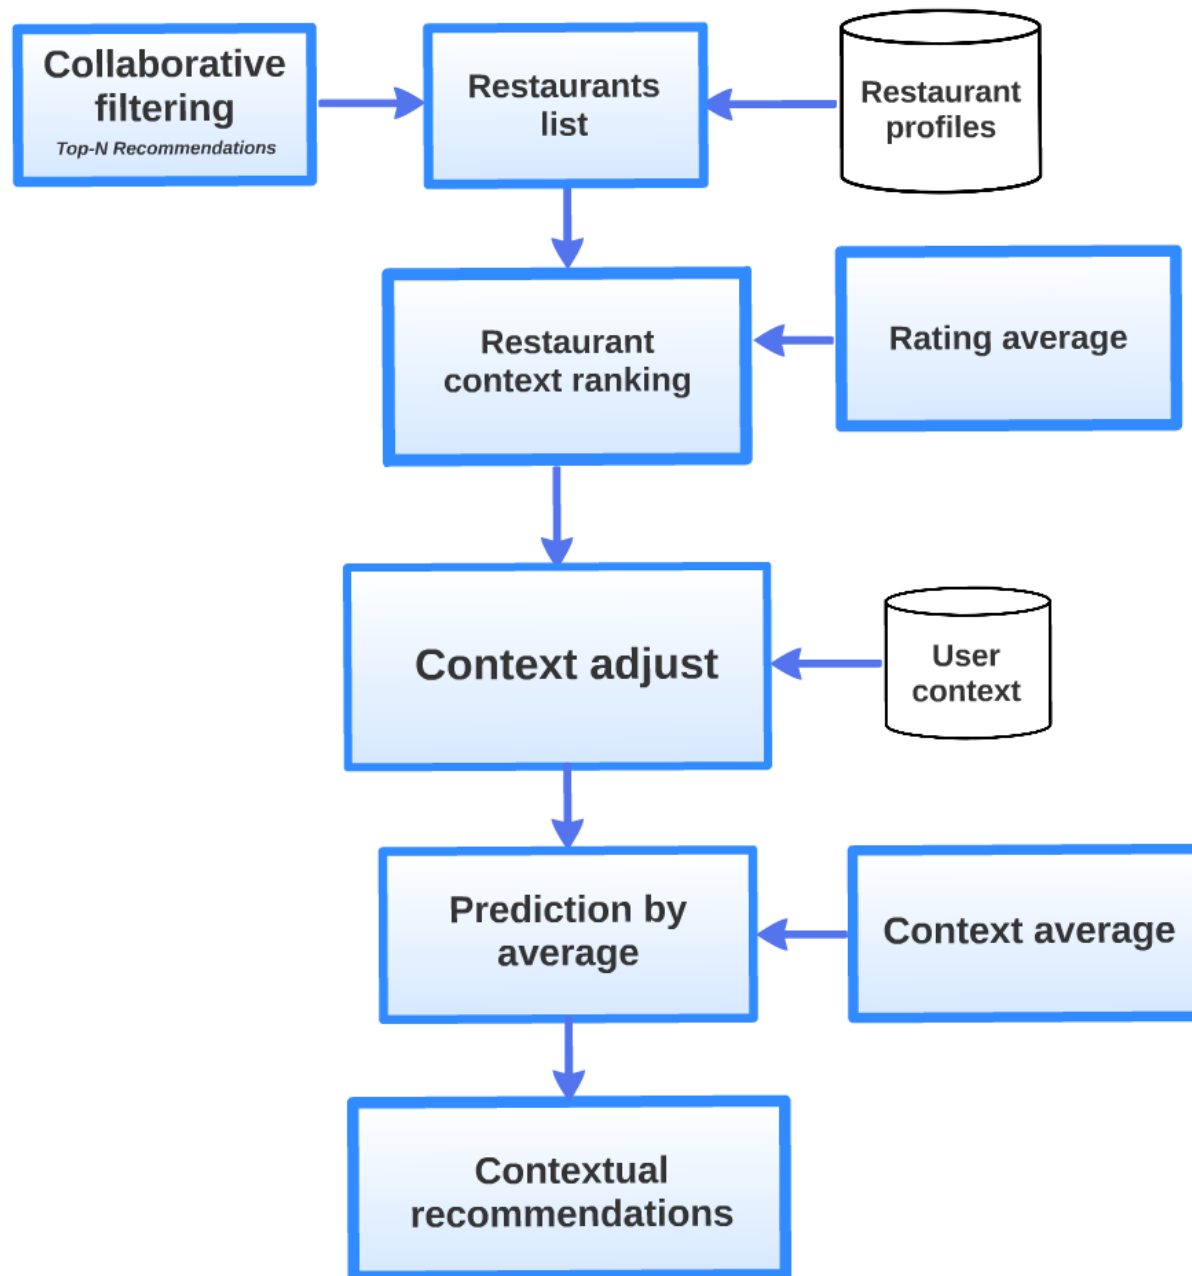 Collaborative
filtering
Top-N Recommendations
Restaurants
list
Restaurant
profiles
Restaurant
context ranking
Rating average
Context adjust
User
context
Prediction by
average
Context average
Contextual
recommendations